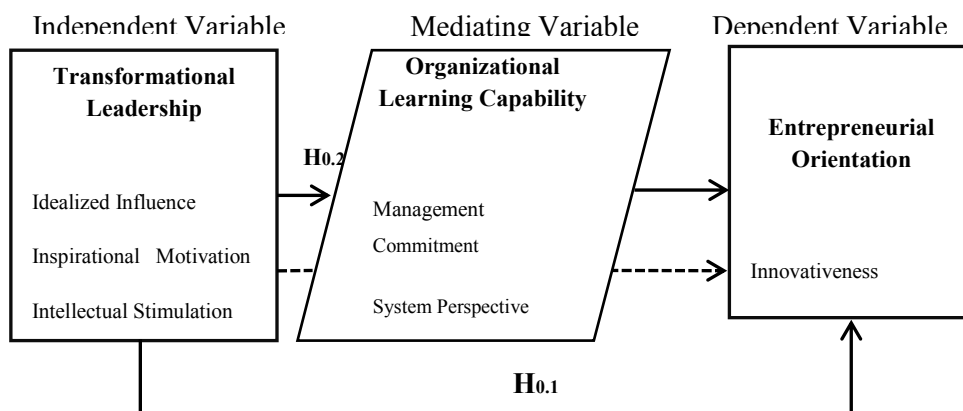 Independent Variable
Mediating Variable
Dependent Variable
Transformational
Leadership
Idealized Influence
Inspirational Motivation
Intellectual Stimulation
H0.2
Organizational
Learning Capability
Management
Commitment
System Perspective
Entrepreneurial
Orientation
Innovativeness
H0.1